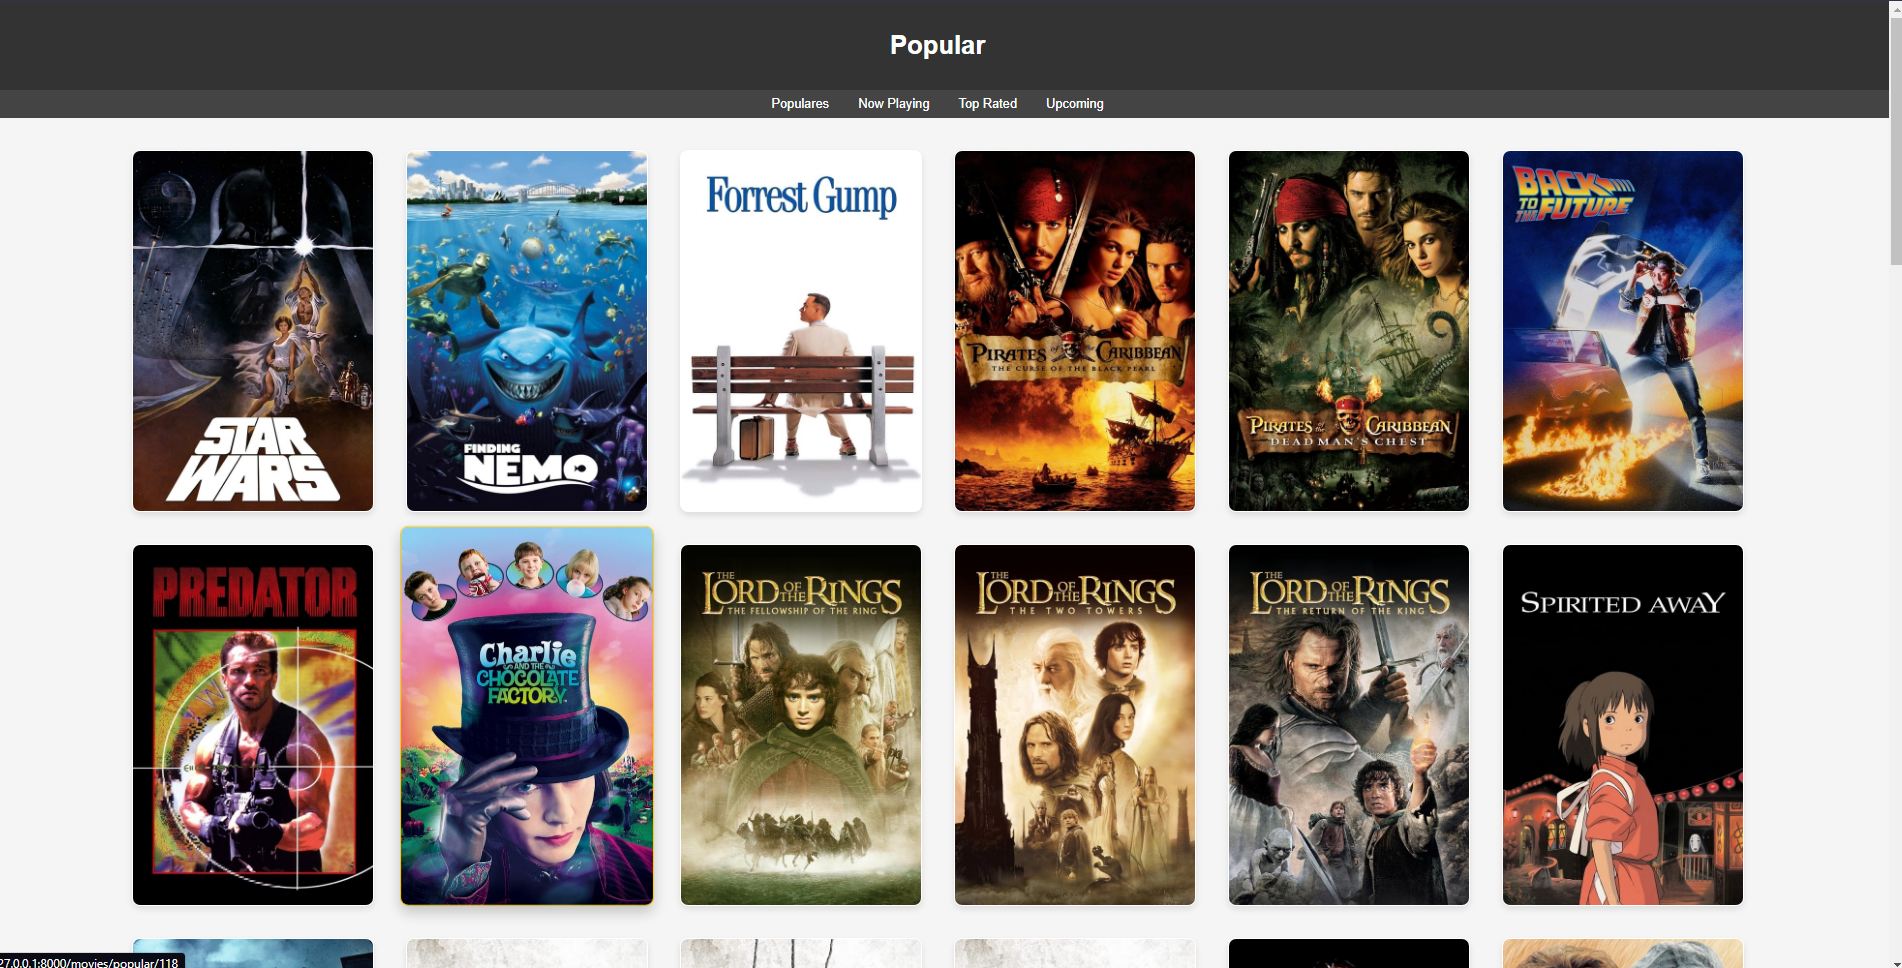 Popular
Populares Now Playing Top Rated Upcoming
STAR
WARS
FINDING
NEMO
Forrest Gump
PIRATES OF THE CARIBBEAN
THE CURSE OF THE BLACK PEARL
PIRATES OF THE CARIBBEAN
DEAD MAN'S CHEST
BACK
TO THE FUTURE
PREDATOR
Charlie
AND THE
CHOCOLATE
FACTORY
THE LORD OF THE RINGS
THE FELLOWSHIP OF THE RING
THE LORD OF THE RINGS
THE TWO TOWERS
THE LORD OF THE RINGS
THE RETURN OF THE KING
SPIRITED AWAY
27.0.0.1:8000/movies/popular/118